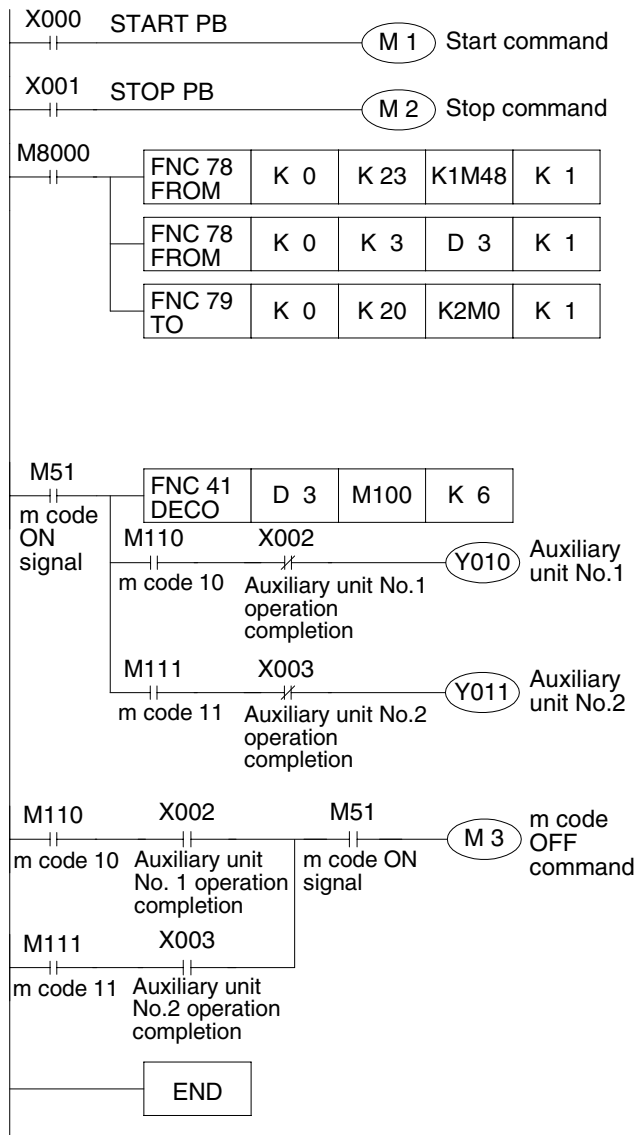 X000 START PB
M 1 Start command
X001 STOP PB
M 2 Stop command
M8000
FNC 78 FROM K 0 K 23 K1M48 K 1
FNC 78 FROM K 0 K 3 D 3 K 1
FNC 79 TO K 0 K 20 K2M0 K 1
M51
m code
ON
signal
FNC 41 DECO D 3 M100 K 6
M110 X002
Y010
Auxiliary
unit No.1
m code 10
Auxiliary unit No.1
operation
completion
M111 X003
Y011
Auxiliary
unit No.2
m code 11
Auxiliary unit No.2
operation
completion
M110 X002 M51
M 3
m code
OFF
command
m code 10
Auxiliary unit
No. 1 operation
completion
m code ON
signal
M111 X003
m code 11
Auxiliary unit
No.2 operation
completion
END